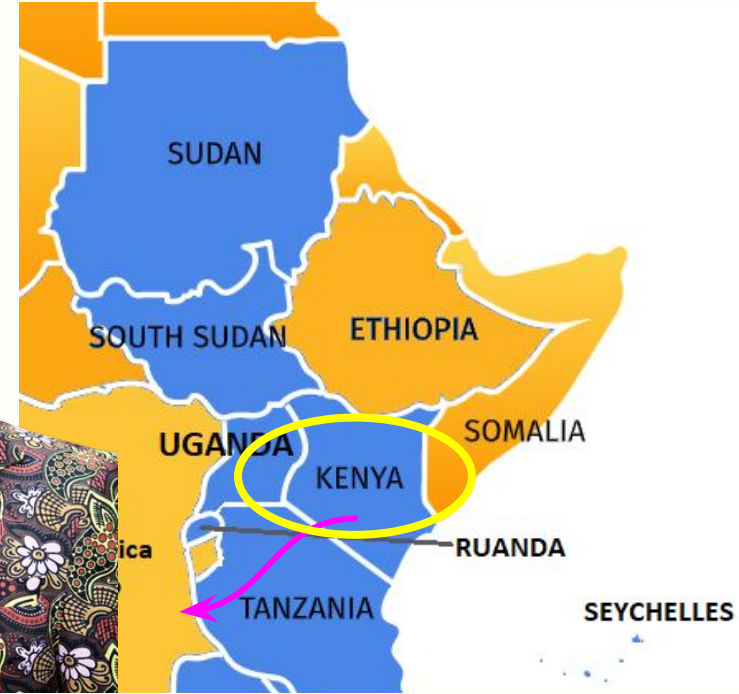 SUDAN
SOUTH SUDAN
ETHIOPIA
SOMALIA
UGANDA
KENYA
ica
RUANDA
TANZANIA
SEYCHELLES